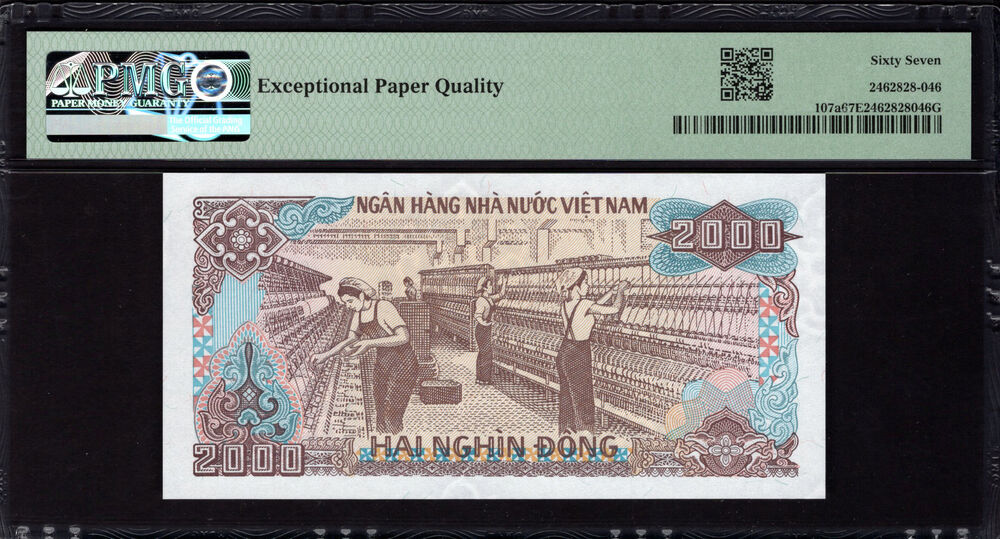 PMG
PAPER MONEY GUARANTY
The Official Grading
Service of the PNG
Exceptional Paper Quality
Sixty Seven
2462828-046
107a67E2462828046G
NGÂN HÀNG NHÀ NƯỚC VIỆT NAM
2000
HAI NGHÌN ĐỒNG
2000